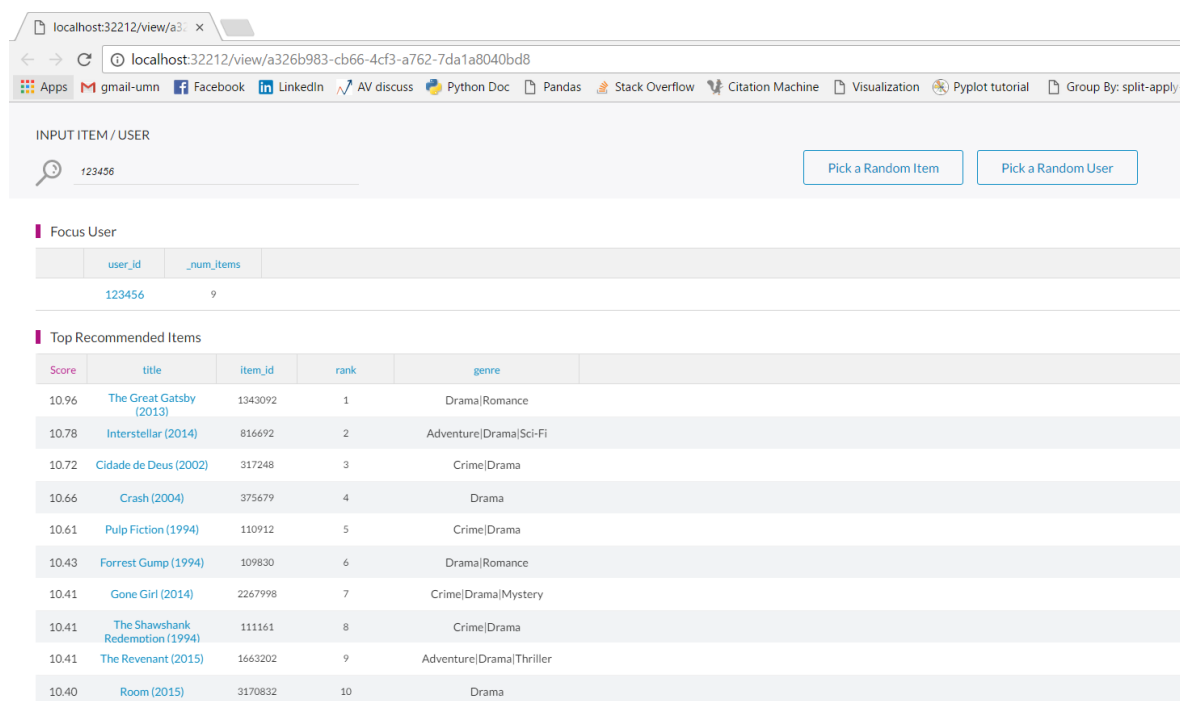 localhost:32212/view/a32
localhost:32212/view/a326b983-cb66-4cf3-a762-7da1a8040bd8
Apps gmail-umn Facebook LinkedIn AV discuss Python Doc Pandas Stack Overflow Citation Machine Visualization Pyplot tutorial Group By: split-apply
INPUT ITEM / USER
123456 Pick a Random Item Pick a Random User
Focus User
user_id _num_items
123456 9
Top Recommended Items
Score title item_id rank genre
10.96 The Great Gatsby (2013) 1343092 1 Drama|Romance
10.78 Interstellar (2014) 816692 2 Adventure|Drama|Sci-Fi
10.72 Cidade de Deus (2002) 317248 3 Crime|Drama
10.66 Crash (2004) 375679 4 Drama
10.61 Pulp Fiction (1994) 110912 5 Crime|Drama
10.43 Forrest Gump (1994) 109830 6 Drama|Romance
10.41 Gone Girl (2014) 2267998 7 Crime|Drama|Mystery
10.41 The Shawshank Redemption (1994) 111161 8 Crime|Drama
10.41 The Revenant (2015) 1663202 9 Adventure|Drama|Thriller
10.40 Room (2015) 3170832 10 Drama